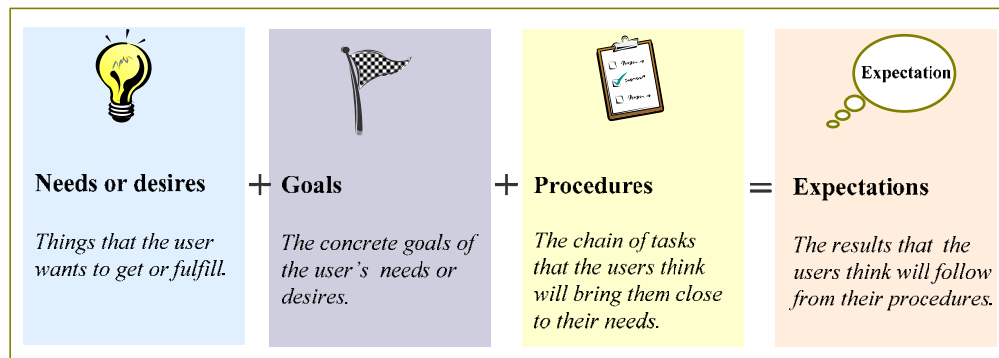 Expectation
Needs or desires
+
Goals
+
Procedures
=
Expectations
Things that the user
wants to get or fulfill.
The concrete goals of
the user's needs or
desires.
The chain of tasks
that the users think
will bring them close
to their needs.
The results that the
users think will follow
from their procedures.